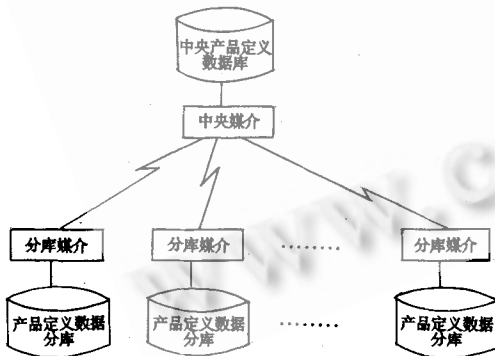 中央产品定义
数据库
中央媒介
分库媒介 分库媒介 ········ 分库媒介
产品定义数据 产品定义数据 ········ 产品定义数据
分库 分库 分库
www.c